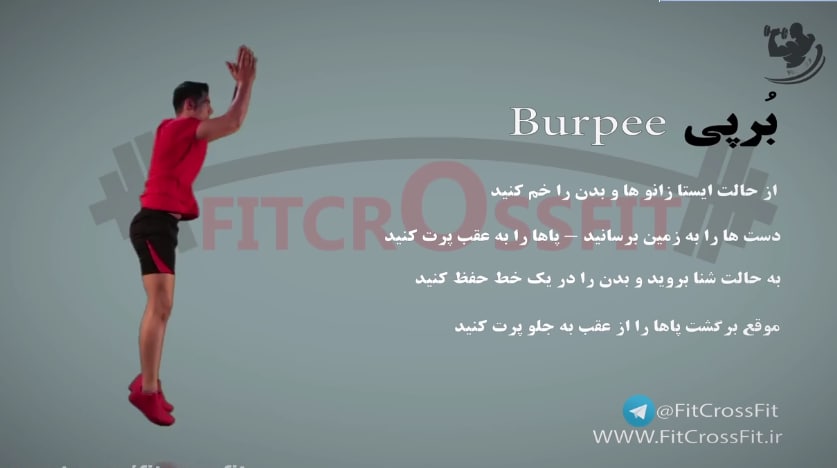 بُرپی Burpee
از حالت ایستا زانو ها و بدن را خم کنید
دست ها را به زمین برسانید – پاها را به عقب پرت کنید
به حالت شنا بروید و بدن را در یک خط حفظ کنید
موقع برگشت پاها را از عقب به جلو پرت کنید
FITCROSSFIT
@FitCrossFit
WWW.FitCrossFit.ir